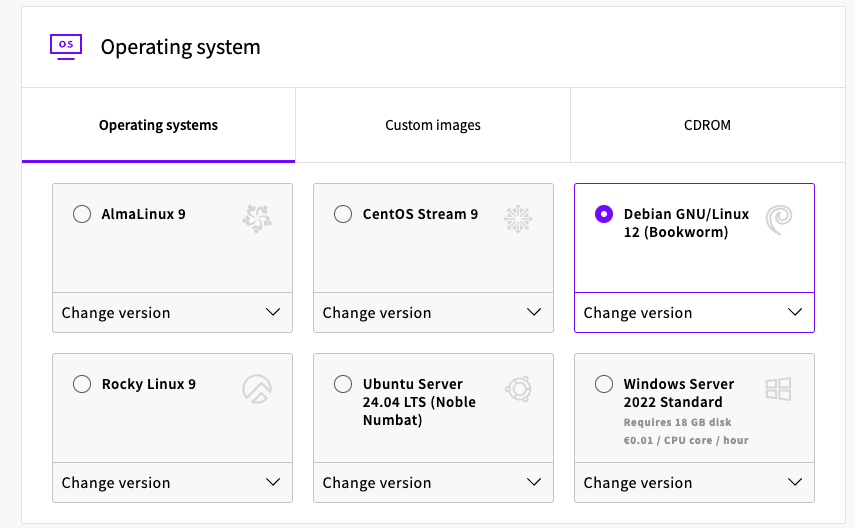 OS
Operating system
Operating systems
Custom images
CDROM
AlmaLinux 9
Change version
CentOS Stream 9
Change version
Debian GNU/Linux
12 (Bookworm)
Change version
Rocky Linux 9
Change version
Ubuntu Server
24.04 LTS (Noble
Numbat)
Change version
Windows Server
2022 Standard
Requires 18 GB disk
€0.01 / CPU core / hour
Change version